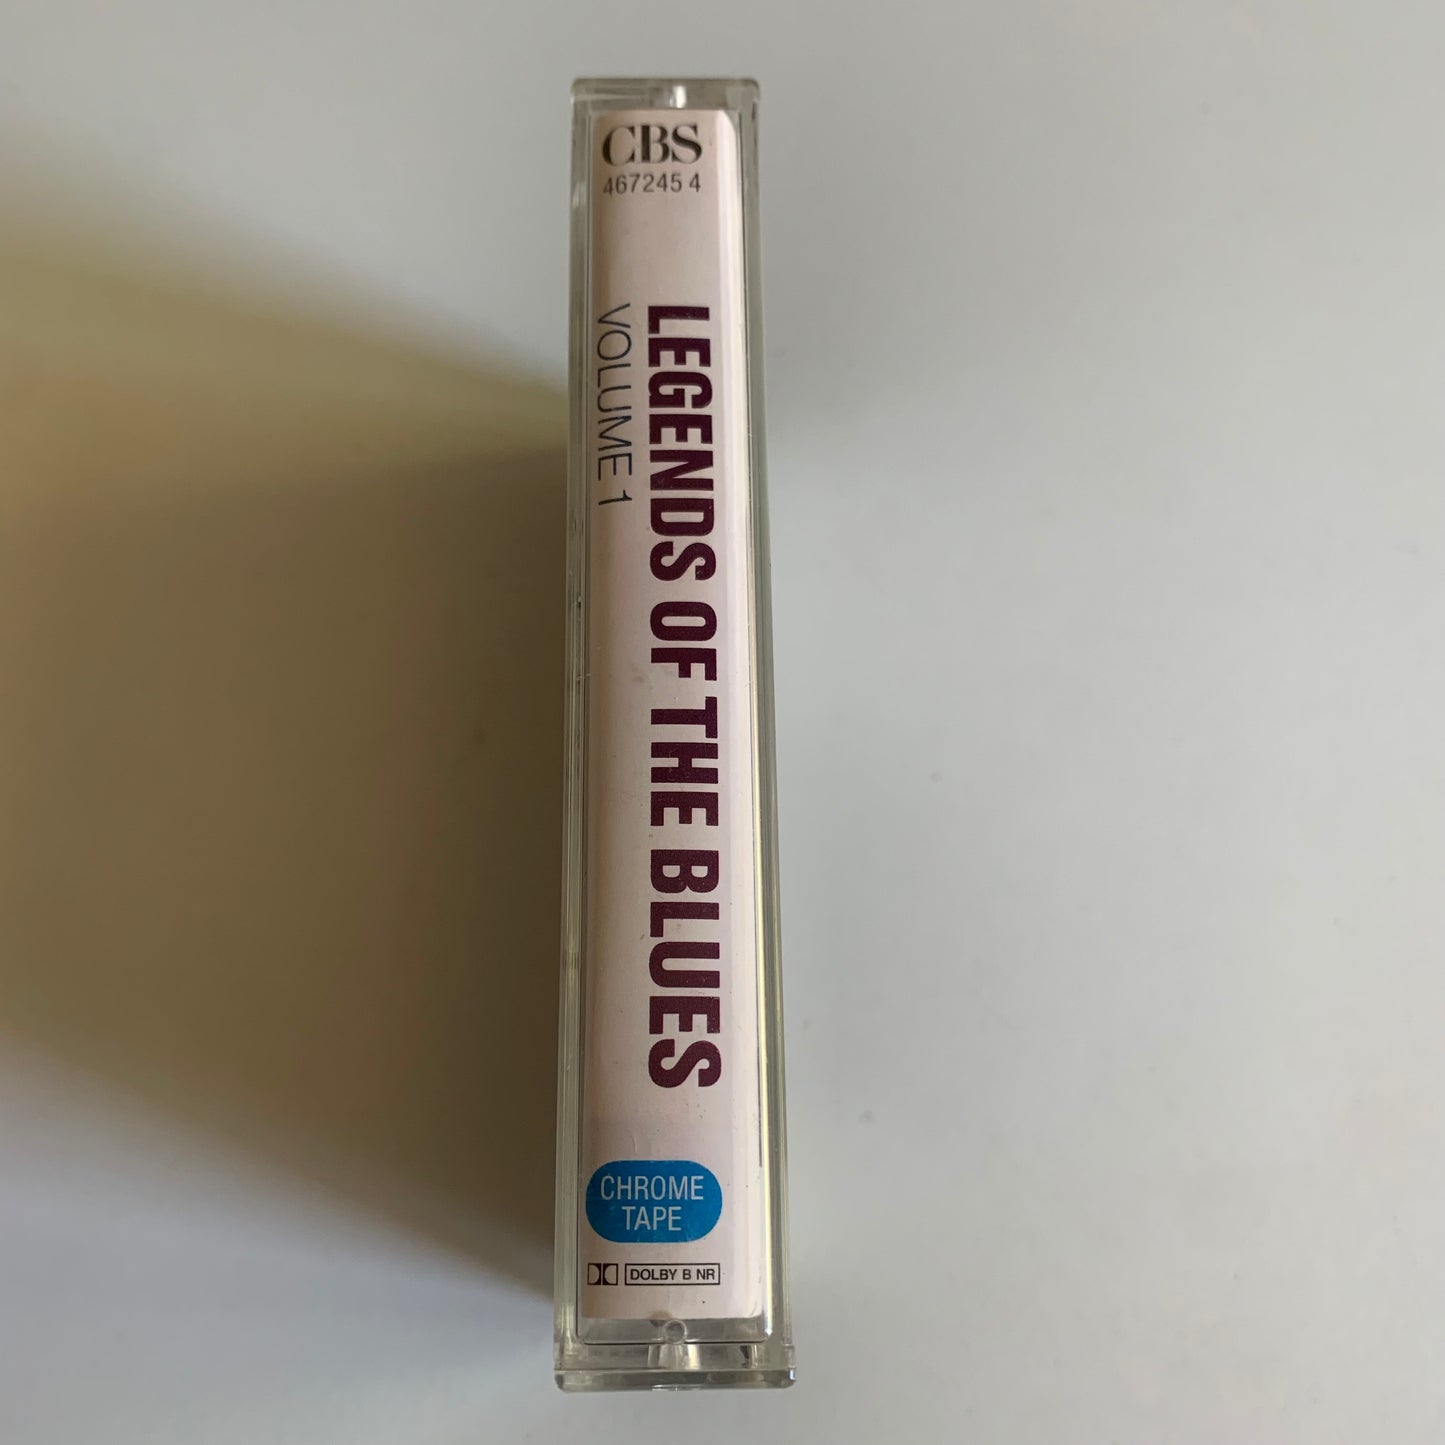 CBS
467245 4
LEGENDS OF THE BLUES
VOLUME 1
CHROME
TAPE
DOLBY B NR